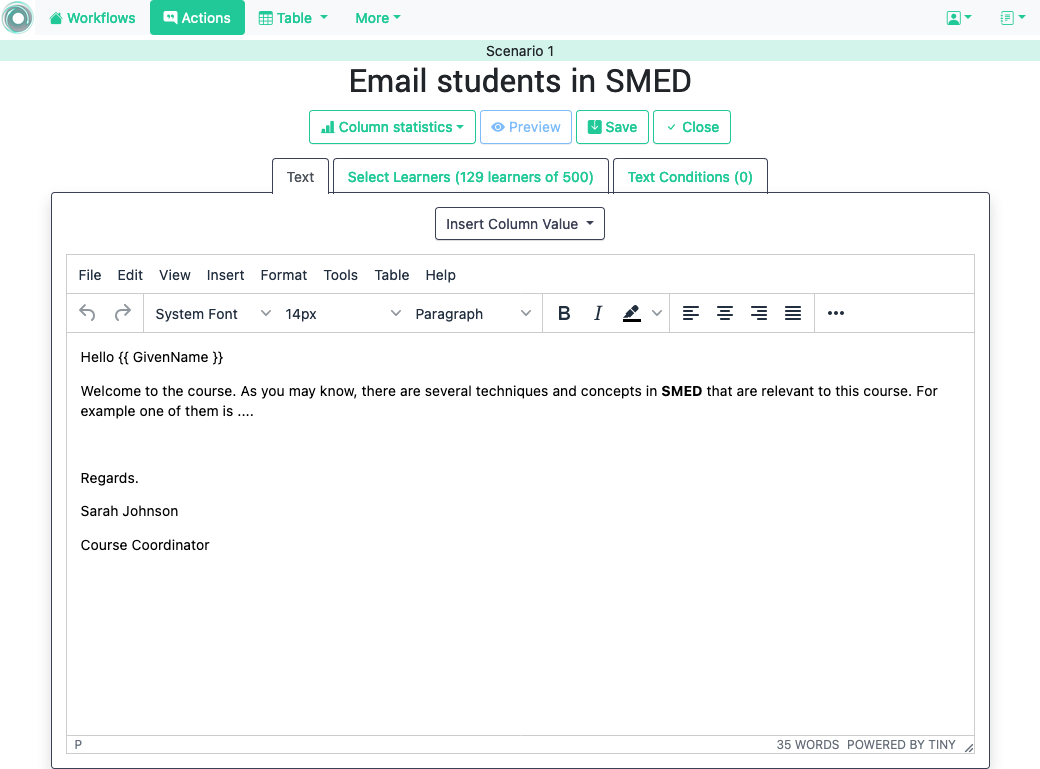 Workflows Actions Table More
Scenario 1
Email students in SMED
Column statistics Preview Save Close
Text Select Learners (129 learners of 500) Text Conditions (0)
Insert Column Value
File Edit View Insert Format Tools Table Help
System Font 14px Paragraph B I
Hello {{ GivenName }}
Welcome to the course. As you may know, there are several techniques and concepts in SMED that are relevant to this course. For
example one of them is ....
Regards.
Sarah Johnson
Course Coordinator
P 35 WORDS POWERED BY TINY